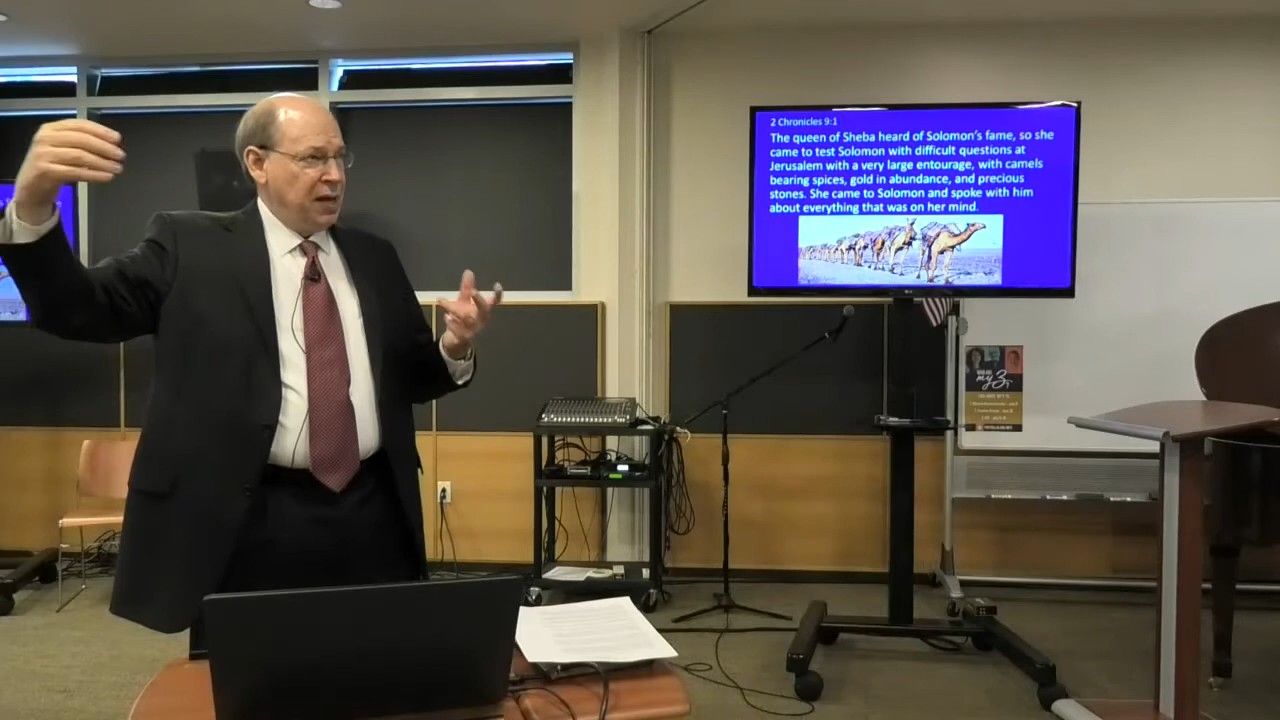 2 Chronicles 9:1
The queen of Sheba heard of Solomon's fame, so she
came to test Solomon with difficult questions at
Jerusalem with a very large entourage, with camels
bearing spices, gold in abundance, and precious
stones. She came to Solomon and spoke with him
about everything that was on her mind.
my 3